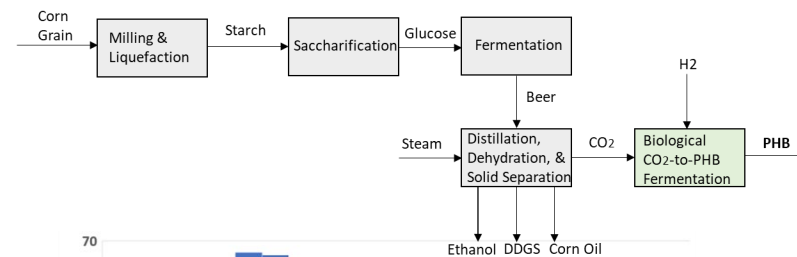 Corn
Grain
Milling &
Liquefaction
Starch
Saccharification
Glucose
Fermentation
Beer
H2
Steam
Distillation,
Dehydration, &
Solid Separation
CO2
Biological
CO2-to-PHB
Fermentation
PHB
Ethanol DDGS Corn Oil
70